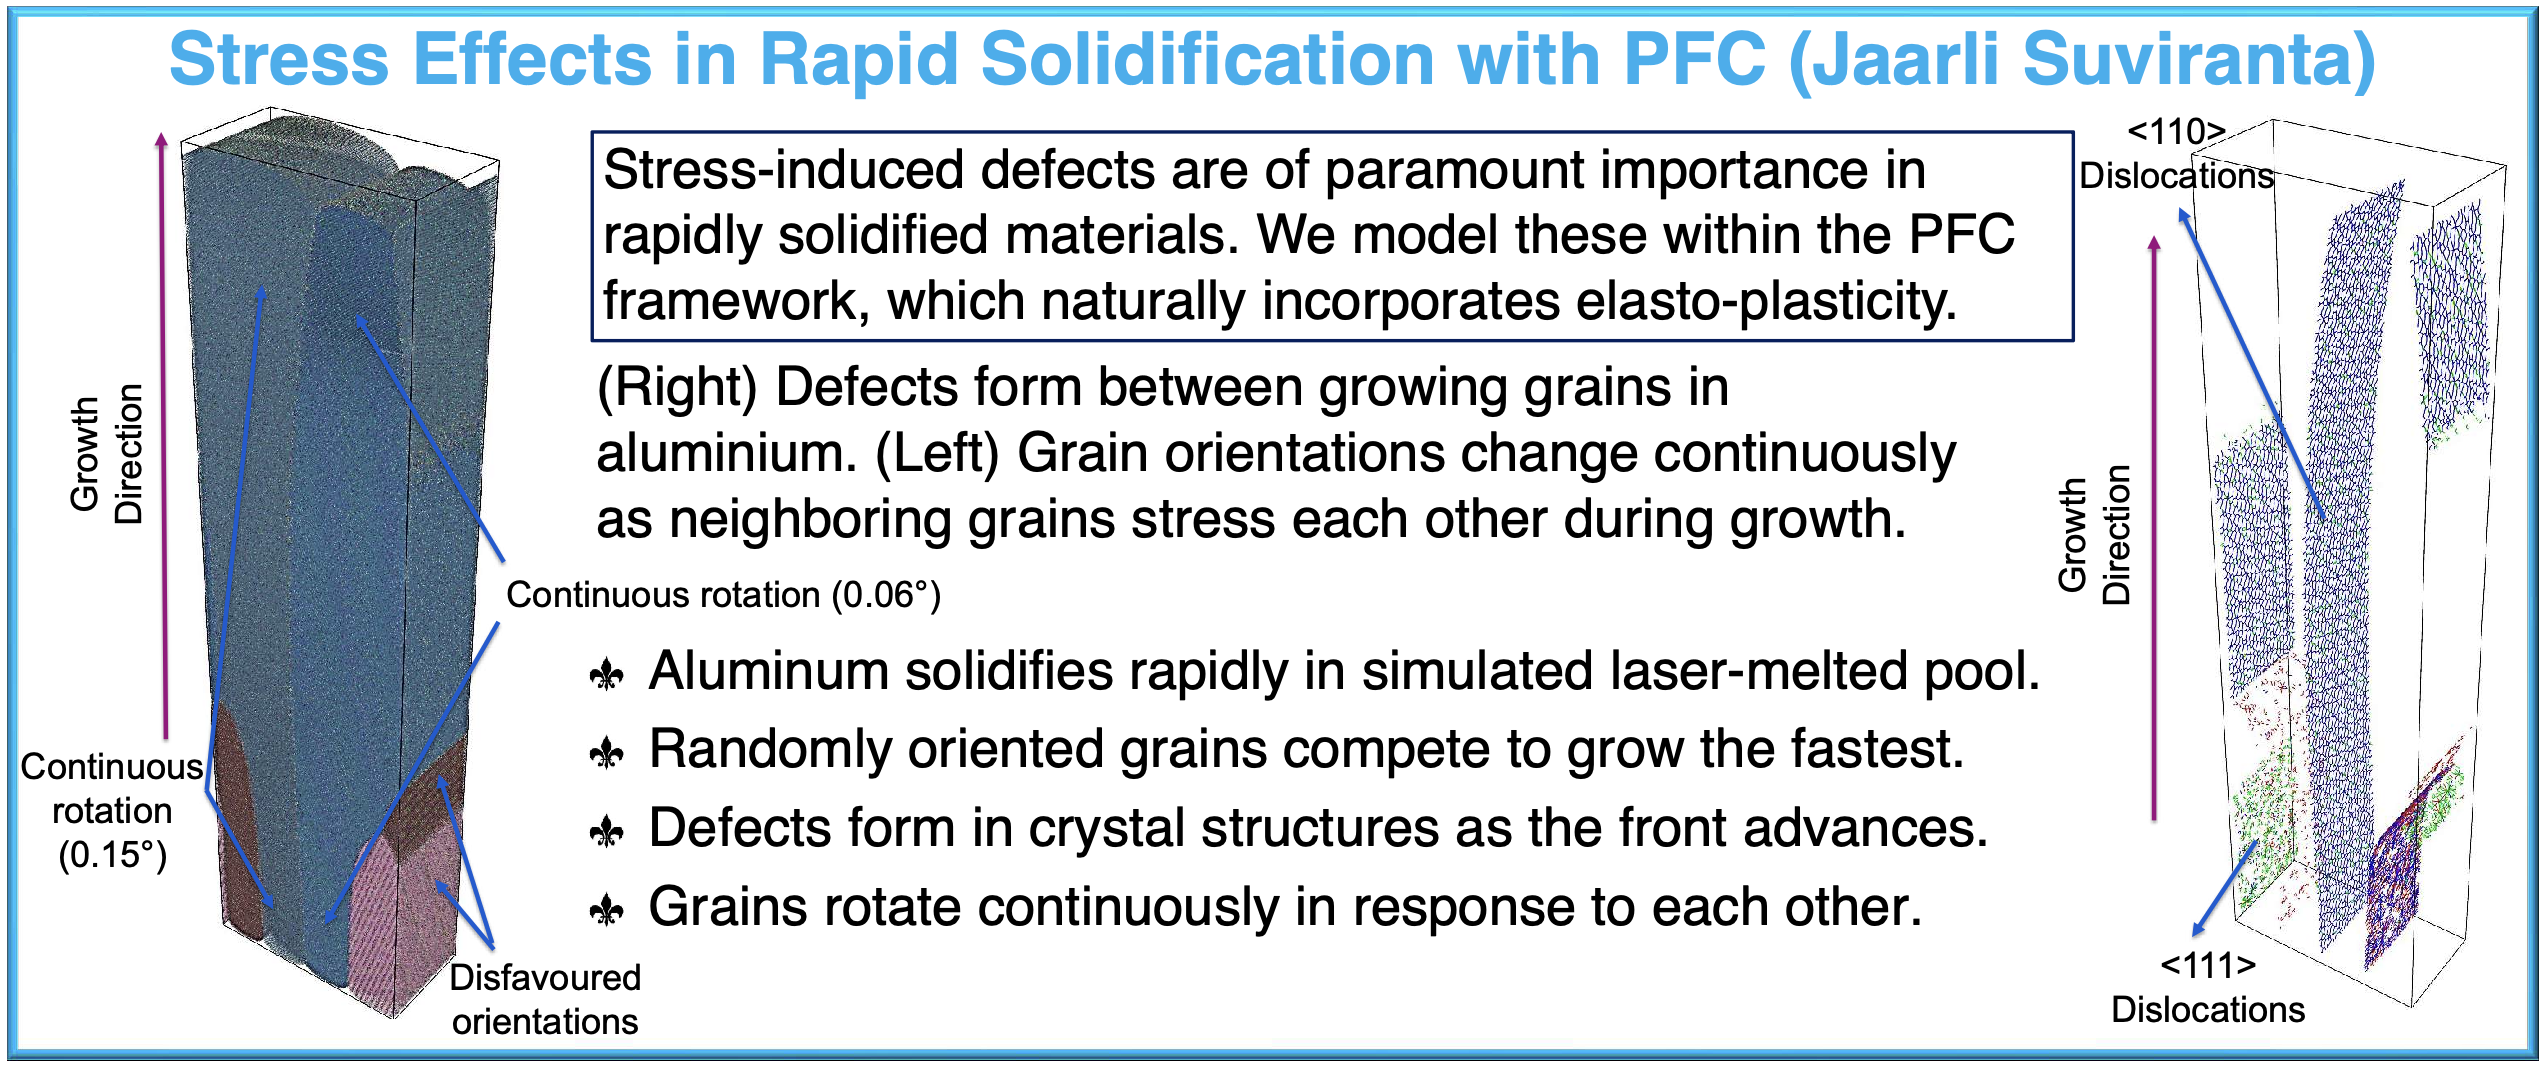 Stress Effects in Rapid Solidification with PFC (Jaarli Suviranta)
Growth
Direction
Continuous
rotation
(0.15°)
Stress-induced defects are of paramount importance in
rapidly solidified materials. We model these within the PFC
framework, which naturally incorporates elasto-plasticity.
(Right) Defects form between growing grains in
aluminium. (Left) Grain orientations change continuously
as neighboring grains stress each other during growth.
Continuous rotation (0.06°)
Aluminum solidifies rapidly in simulated laser-melted pool.
Randomly oriented grains compete to grow the fastest.
Defects form in crystal structures as the front advances.
Grains rotate continuously in response to each other.
Disfavoured
orientations
<110>
Dislocations
Growth
Direction
<111>
Dislocations